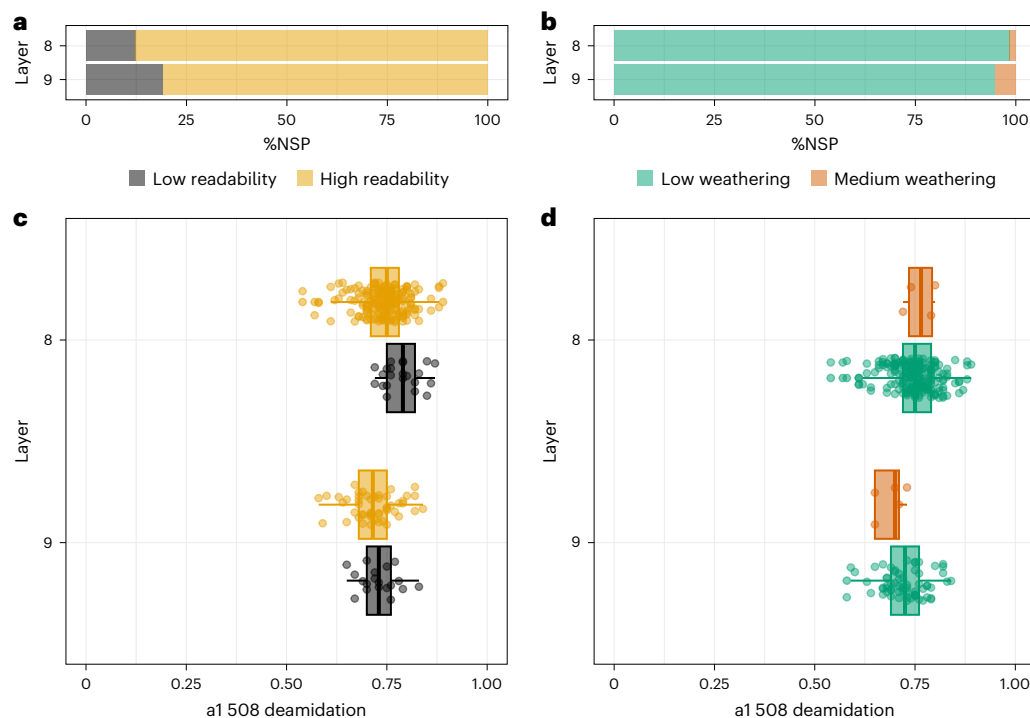 a
Layer
8
9
0 25 50 75 100
%NSP
Low readability High readability
b
Layer
8
9
0 25 50 75 100
%NSP
Low weathering Medium weathering
c
Layer
8
9
0 0.25 0.50 0.75 1.00
a1 508 deamidation
d
Layer
8
9
0 0.25 0.50 0.75 1.00
a1 508 deamidation